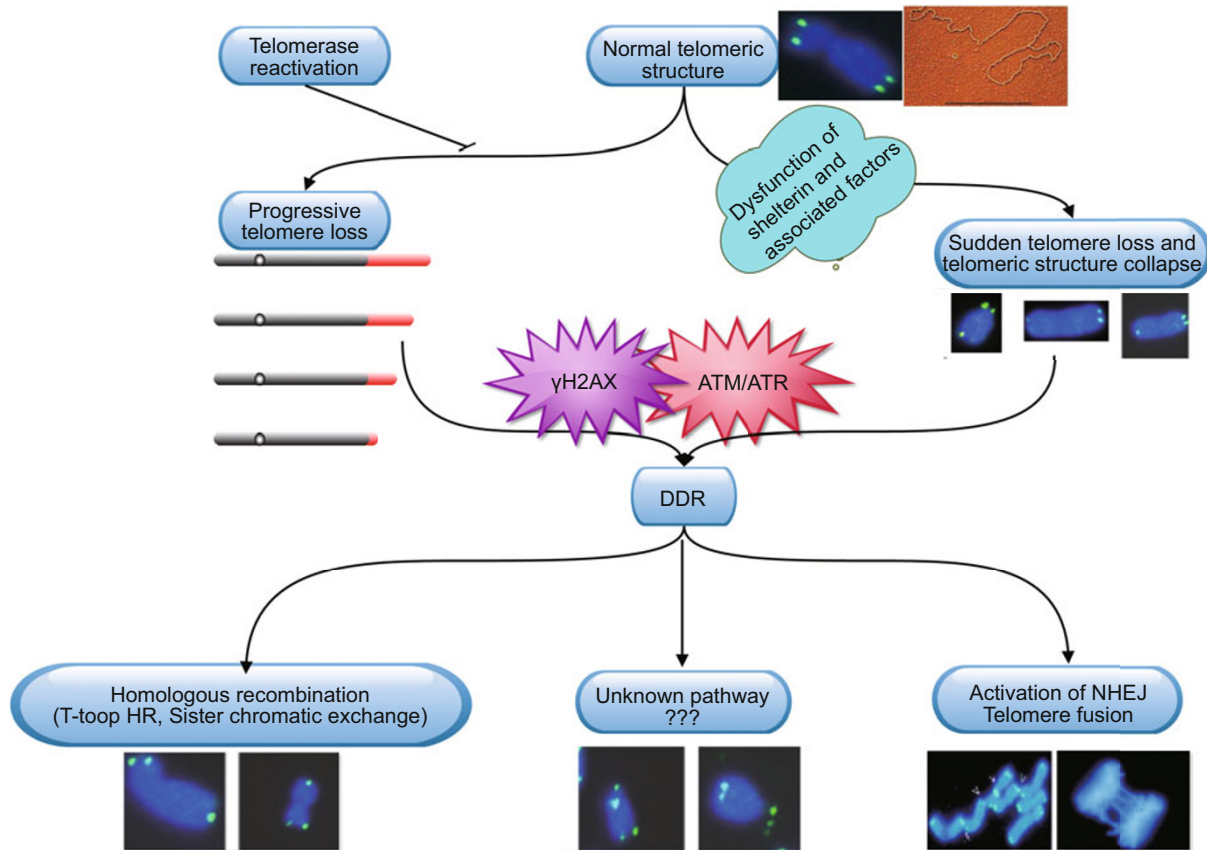 Telomerase
reactivation
Normal telomeric
structure
Dysfunction of
shelterin and
associated factors
Progressive
telomere loss
Sudden telomere loss and
telomeric structure collapse
γH2AX
ATM/ATR
DDR
Homologous recombination
(T-toop HR, Sister chromatic exchange)
Unknown pathway
???
Activation of NHEJ
Telomere fusion